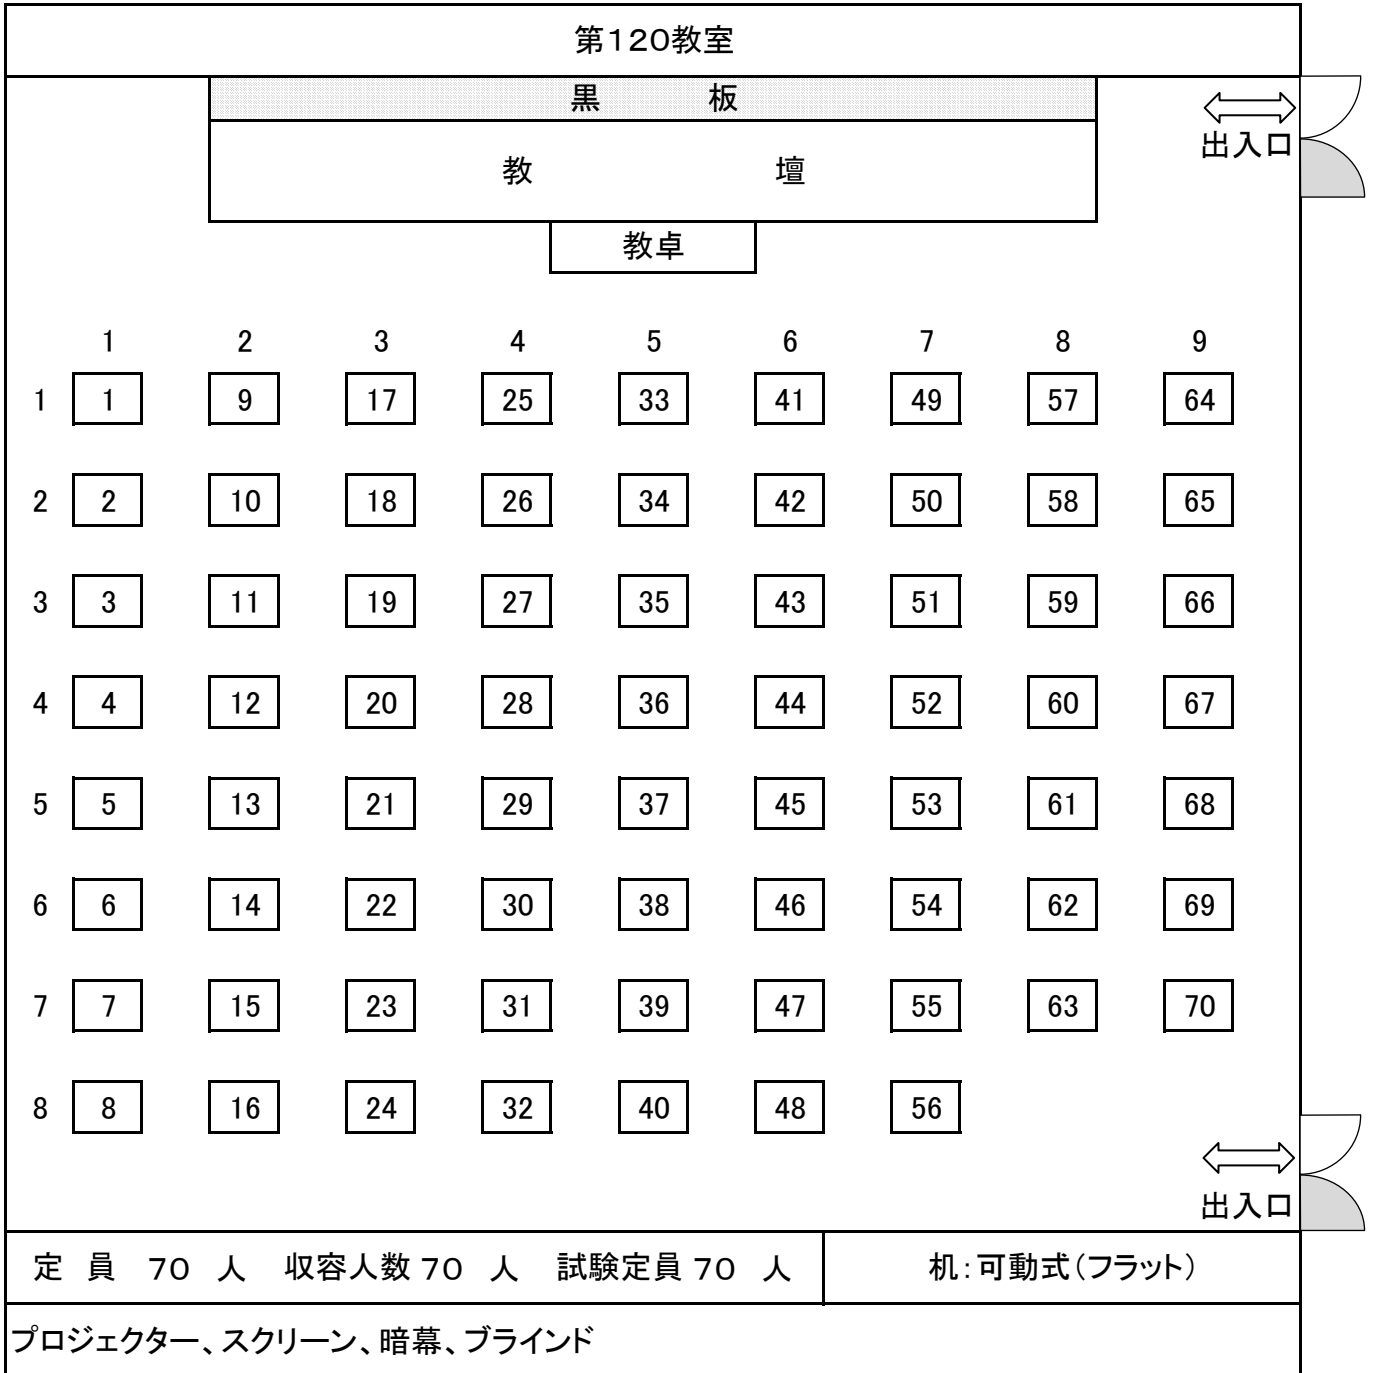 第120教室
黒 板
出入口
教 壇
教卓
1 2 3 4 5 6 7 8 9
1 1 9 17 25 33 41 49 57 64
2 2 10 18 26 34 42 50 58 65
3 3 11 19 27 35 43 51 59 66
4 4 12 20 28 36 44 52 60 67
5 5 13 21 29 37 45 53 61 68
6 6 14 22 30 38 46 54 62 69
7 7 15 23 31 39 47 55 63 70
8 8 16 24 32 40 48 56
出入口
定 員 70 人 収容人数 70 人 試験定員 70 人 机:可動式(フラット)
プロジェクター、スクリーン、暗幕、ブラインド